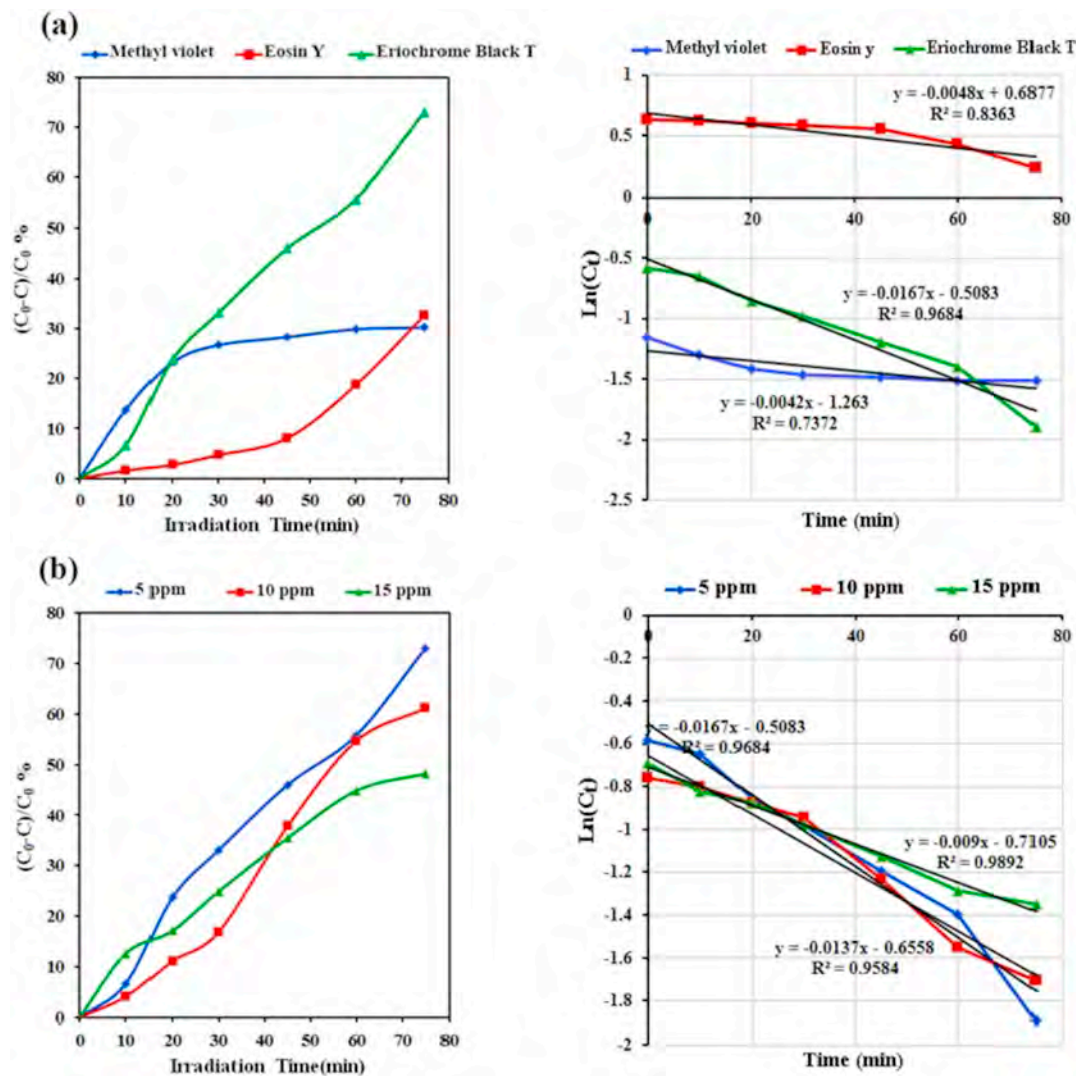 (a)
Methyl violet Eosin Y Eriochrome Black T
80
70
60
50
40
30
20
10
0
0 10 20 30 40 50 60 70 80
(C₀-C)/C₀ %
Irradiation Time(min)
Methyl violet Eosin y Eriochrome Black T
1
0.5
0
-0.5
-1
-1.5
-2
-2.5
0 20 40 60 80
Ln(Cₜ)
y = -0.0048x + 0.6877
R² = 0.8363
y = -0.0167x - 0.5083
R² = 0.9684
y = -0.0042x - 1.263
R² = 0.7372
Time (min)
(b)
5 ppm 10 ppm 15 ppm
80
70
60
50
40
30
20
10
0
0 10 20 30 40 50 60 70 80
(C₀-C)/C₀ %
Irradiation Time(min)
5 ppm 10 ppm 15 ppm
0
-0.2
-0.4
-0.6
-0.8
-1
-1.2
-1.4
-1.6
-1.8
-2
0 20 40 60 80
Ln(Cₜ)
= -0.0167x - 0.5083
R² = 0.9684
y = -0.009x - 0.7105
R² = 0.9892
y = -0.0137x - 0.6558
R² = 0.9584
Time (min)